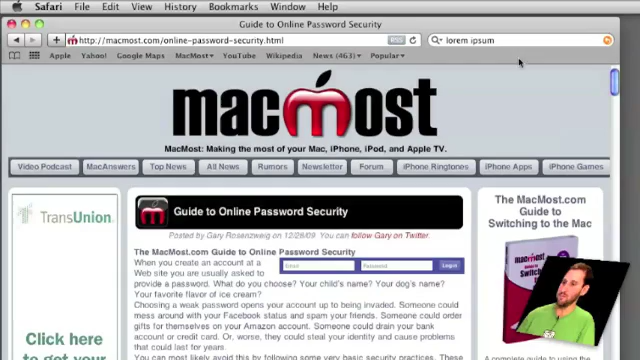 Safari File Edit View History Bookmarks Window Help
Guide to Online Password Security
http://macmost.com/online-password-security.html RSS lorem ipsum
Apple Yahoo! Google Maps MacMost YouTube Wikipedia News (463) Popular
macmost
MacMost: Making the most of your Mac, iPhone, iPod, and Apple TV.
Video Podcast MacAnswers Top News All News Rumors Newsletter Forum iPhone Ringtones iPhone Apps iPhone Games
TransUnion
Click here
to get your
Guide to Online Password Security
Posted by Gary Rosenzweig on 12/28/09. You can follow Gary on Twitter.
The MacMost.com Guide to Online Password Security
When you create an account at a
Web site you are usually asked to
provide a password. What do you choose? Your child's name? Your dog's name?
Your favorite flavor of ice cream?
Email Password Login
Choosing a weak password opens your account up to being invaded. Someone could
mess around with your Facebook status and spam your friends. Someone could order
gifts for themselves on your Amazon account. Someone could drain your bank
account or credit card. Or, worse, they could steal your identity and cause problems
that could last for years
You can most likely avoid this by following some very basic security practices. These
The MacMost.com
Guide to
Switching to the Mac
macmost
A complete guide to using the